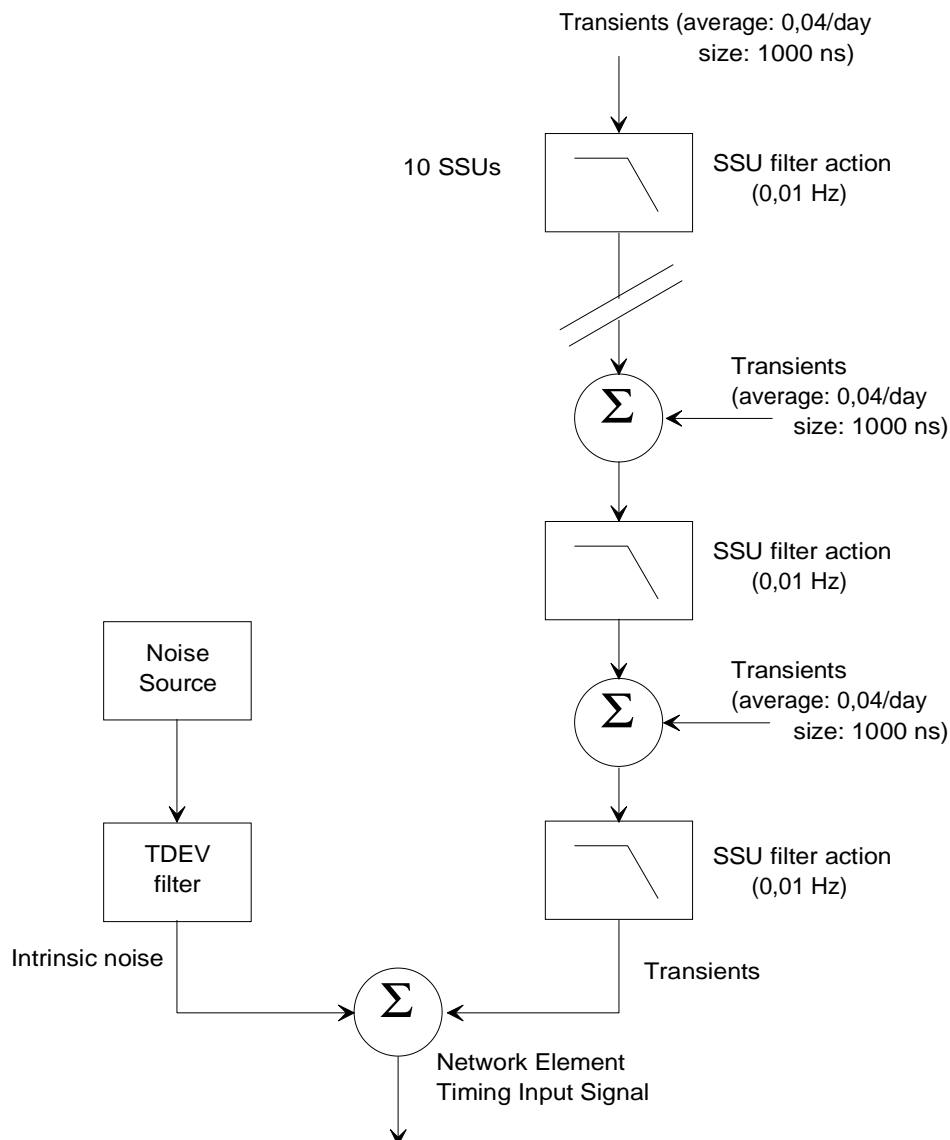 Transients (average: 0,04/day
size: 1000 ns)
10 SSUs
SSU filter action
(0,01 Hz)
Transients
(average: 0,04/day
size: 1000 ns)
Σ
SSU filter action
(0,01 Hz)
Noise
Source
Transients
(average: 0,04/day
size: 1000 ns)
Σ
TDEV
filter
SSU filter action
(0,01 Hz)
Intrinsic noise
Transients
Σ
Network Element
Timing Input Signal